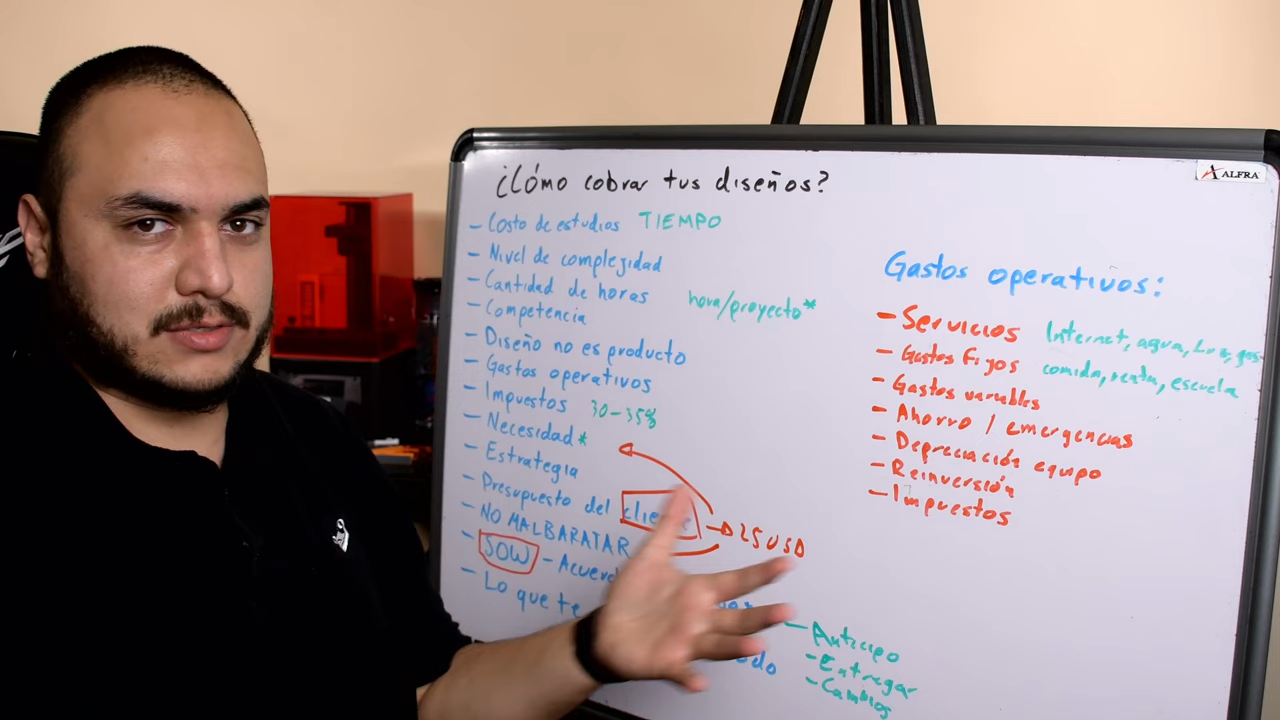 ¿Cómo cobrar tus diseños?
- Costo de estudios TIEMPO
- Nivel de complejidad
- Cantidad de horas hora/proyecto*
- Competencia
- Diseño no es producto
- Gastos operativos
- Impuestos 30-35%
- Necesidad*
- Estrategia
- Presupuesto del
- NO MALBARATAR
25 USD
- SOW - Acuerd
- Lo que te
- Anticipo
- Entregar
- Cambios
ALFRA
Gastos operativos:
- Servicios Internet, agua, Luz, gas
- Gastos fijos comida, renta, escuela
- Gastos variables
- Ahorro / emergencias
- Depreciación equipo
- Reinversión
- Impuestos